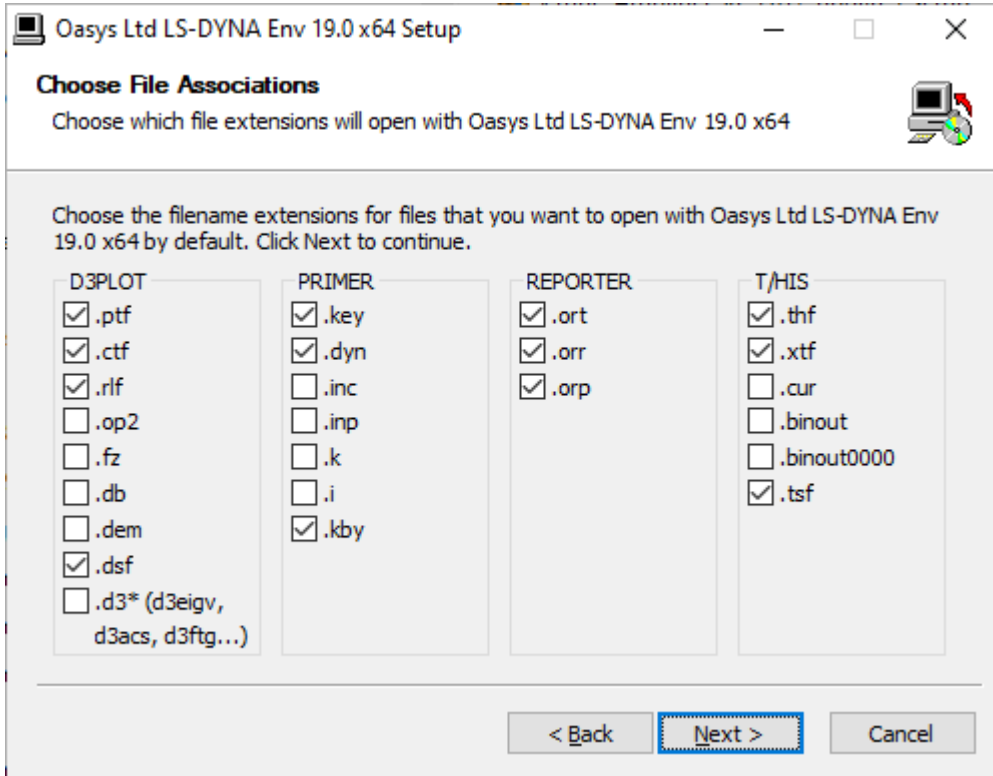 Oasys Ltd LS-DYNA Env 19.0 x64 Setup
Choose File Associations
Choose which file extensions will open with Oasys Ltd LS-DYNA Env 19.0 x64
Choose the filename extensions for files that you want to open with Oasys Ltd LS-DYNA Env
19.0 x64 by default. Click Next to continue.
D3PLOT
.ptf
.ctf
.rlf
.op2
.fz
.db
.dem
.dsf
.d3* (d3eigv,
d3acs, d3ftg...)
PRIMER
.key
.dyn
.inc
.inp
.k
.i
.kby
REPORTER
.ort
.orr
.orp
T/HIS
.thf
.xtf
.cur
.binout
.binout0000
.tsf
< Back
Next >
Cancel